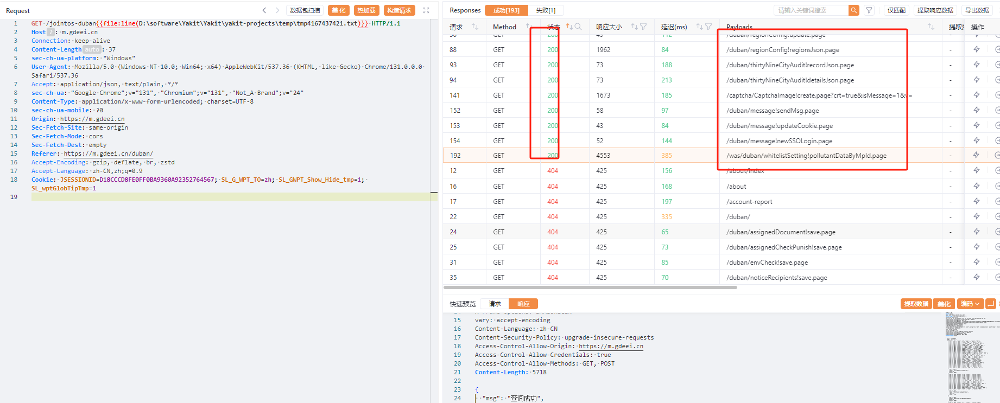 Request
数据包扫描
美化
热加载
构造请求
1 GET /jointos-duban{{file:line(D:\software\Yakit\Yakit\yakit-projects\temp\tmp4167437421.txt)}} HTTP/1.1
2 Host ? : m.gdeei.cn
3 Connection: keep-alive
4 Content-Length auto : 37
5 sec-ch-ua-platform: "Windows"
6 User-Agent: Mozilla/5.0 (Windows NT 10.0; Win64; x64) AppleWebKit/537.36 (KHTML, like Gecko) Chrome/131.0.0.0
Safari/537.36
7 Accept: application/json, text/plain, */*
8 sec-ch-ua: "Google Chrome";v="131", "Chromium";v="131", "Not_A Brand";v="24"
9 Content-Type: application/x-www-form-urlencoded; charset=UTF-8
10 sec-ch-ua-mobile: ?0
11 Origin: https://m.gdeei.cn
12 Sec-Fetch-Site: same-origin
13 Sec-Fetch-Mode: cors
14 Sec-Fetch-Dest: empty
15 Referer: https://m.gdeei.cn/duban/
16 Accept-Encoding: gzip, deflate, br, zstd
17 Accept-Language: zh-CN,zh;q=0.9
18 Cookie: JSESSIONID=D18CCCD8FE0FF0BA9360A92352764567; SL_G_WPT_TO=zh; SL_GWPT_Show_Hide_tmp=1;
SL_wptGlobTipTmp=1
19
Responses 成功[193] 失败[1] 请输入关键词搜索 仅匹配 提取响应数据 导出数据
请求 Method 状态 响应大小 延迟(ms) Payloads 操作
GET 200 49 112 /duban/regionConfig!update.page
88 GET 200 1962 84 /duban/regionConfig!regionsJson.page -
93 GET 200 73 188 /duban/thirtyNineCityAudit!recordJson.page -
94 GET 200 73 213 /duban/thirtyNineCityAudit!detailsJson.page -
141 GET 200 1673 185 /captcha/CaptchaImage!create.page?crt=true&isMessage=1&v= -
152 GET 200 58 97 /duban/message!sendMsg.page -
153 GET 200 43 84 /duban/message!updateCookie.page -
154 GET 200 52 144 /duban/message!newSSOLogin.page -
192 GET 200 4553 385 /was/duban/whitelistSetting!pollutantDataByMpId.page -
12 GET 404 425 156 /about/index -
16 GET 404 425 168 /about -
17 GET 404 425 197 /account-report -
22 GET 404 425 335 /duban/ -
24 GET 404 425 65 /duban/assignedDocument!save.page -
25 GET 404 425 73 /duban/assignedCheckPunish!save.page -
31 GET 404 425 85 /duban/envCheck!save.page -
35 GET 404 425 70 /duban/noticeRecipients!save.page -
快速预览 请求 响应 提取数据 美化 编码
15 vary: accept-encoding
16 Content-Language: zh-CN
17 Content-Security-Policy: upgrade-insecure-requests
18 Access-Control-Allow-Origin: https://m.gdeei.cn
19 Access-Control-Allow-Credentials: true
20 Access-Control-Allow-Methods: GET, POST
21 Content-Length: 5718
22
23 {
24 "msg": "查询成功",